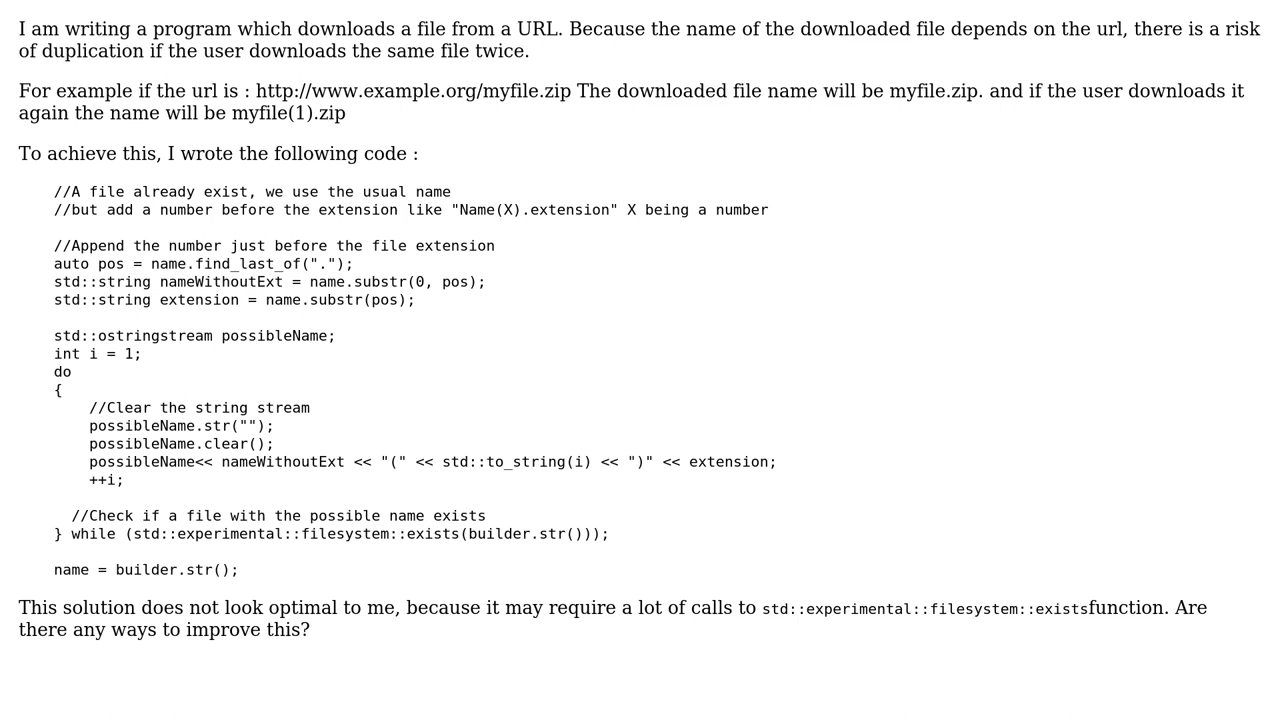 I am writing a program which downloads a file from a URL. Because the name of the downloaded file depends on the url, there is a risk
of duplication if the user downloads the same file twice.
For example if the url is : http://www.example.org/myfile.zip The downloaded file name will be myfile.zip. and if the user downloads it
again the name will be myfile(1).zip
To achieve this, I wrote the following code :
//A file already exist, we use the usual name
//but add a number before the extension like "Name(X).extension" X being a number
//Append the number just before the file extension
auto pos = name.find_last_of(".");
std::string nameWithoutExt = name.substr(0, pos);
std::string extension = name.substr(pos);
std::ostringstream possibleName;
int i = 1;
do
{
    //Clear the string stream
    possibleName.str("");
    possibleName.clear();
    possibleName<< nameWithoutExt << "(" << std::to_string(i) << ")" << extension;
    ++i;
  //Check if a file with the possible name exists
} while (std::experimental::filesystem::exists(builder.str()));
name = builder.str();
This solution does not look optimal to me, because it may require a lot of calls to std::experimental::filesystem::existsfunction. Are
there any ways to improve this?